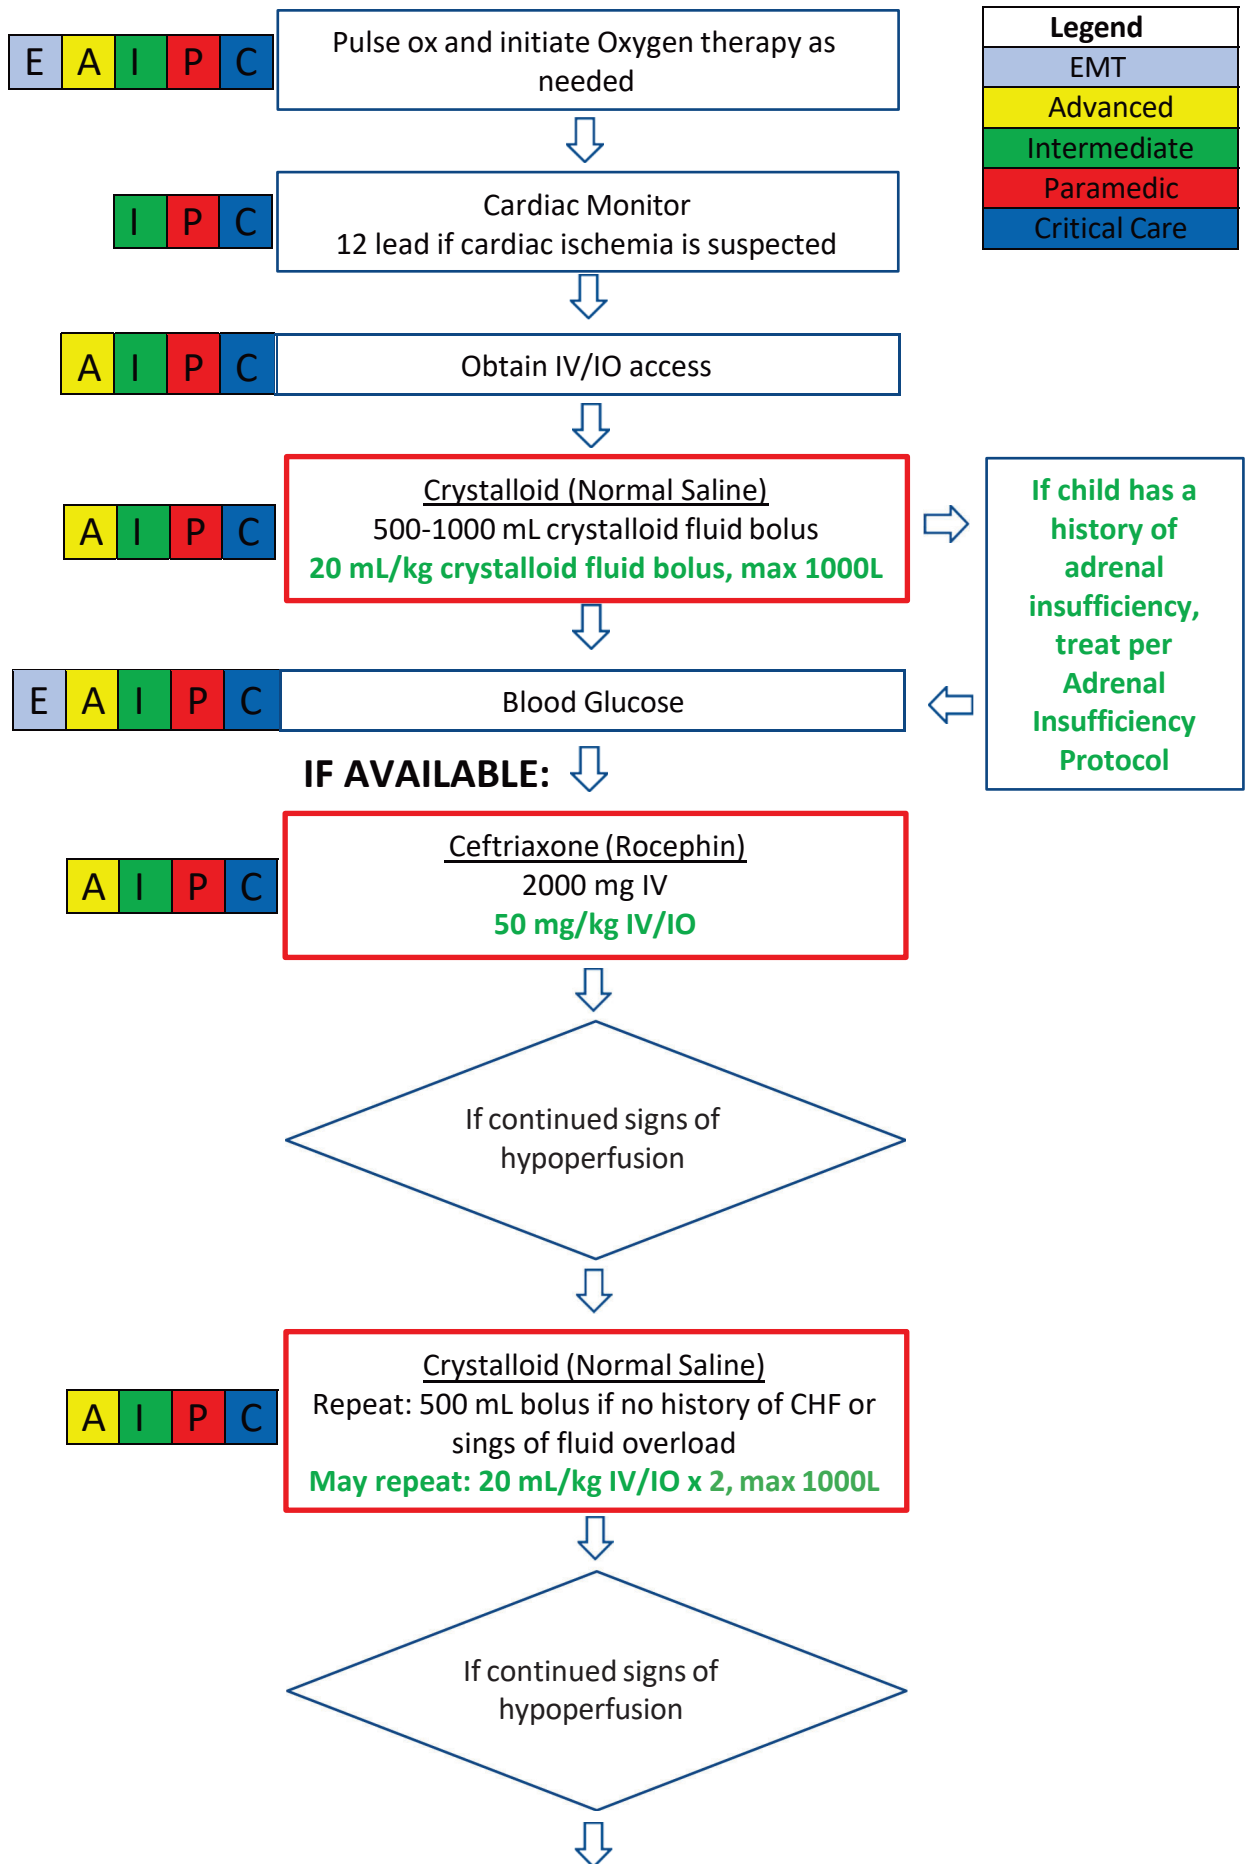 Pulse ox and initiate Oxygen therapy as
needed
E A I P C
Legend
EMT
Advanced
Intermediate
Paramedic
Critical Care
I P C
Cardiac Monitor
12 lead if cardiac ischemia is suspected
A I P C
Obtain IV/IO access
A I P C
Crystalloid (Normal Saline)
500-1000 mL crystalloid fluid bolus
20 mL/kg crystalloid fluid bolus, max 1000L
If child has a
history of
adrenal
insufficiency,
treat per
Adrenal
Insufficiency
Protocol
E A I P C
Blood Glucose
IF AVAILABLE:
A I P C
Ceftriaxone (Rocephin)
2000 mg IV
50 mg/kg IV/IO
If continued signs of
hypoperfusion
A I P C
Crystalloid (Normal Saline)
Repeat: 500 mL bolus if no history of CHF or
sings of fluid overload
May repeat: 20 mL/kg IV/IO x 2, max 1000L
If continued signs of
hypoperfusion